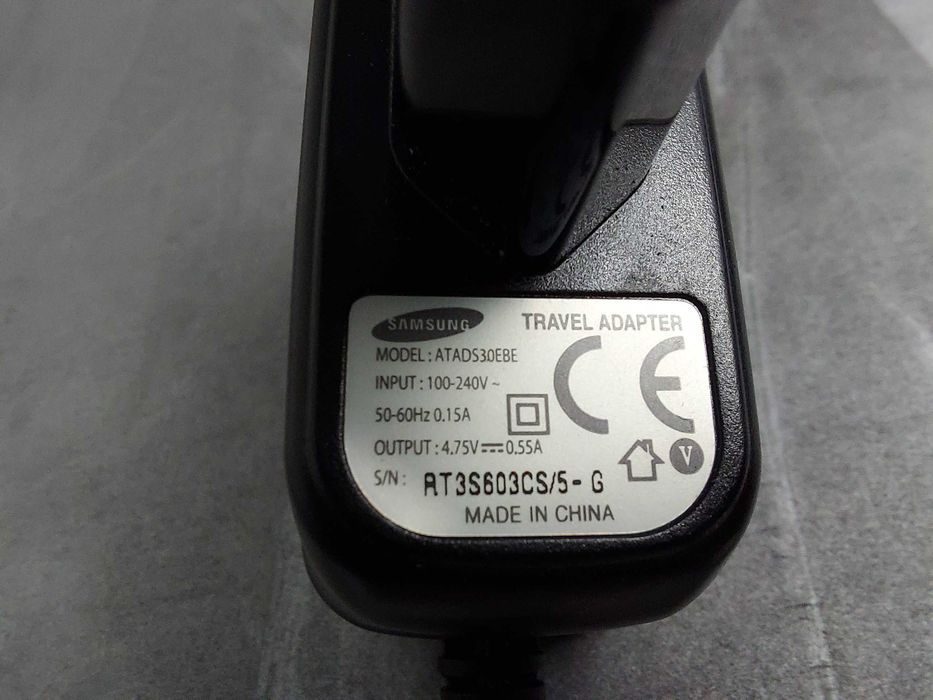 SAMSUNG
TRAVEL ADAPTER
MODEL : ATADS30EBE
INPUT : 100-240V ~
50-60Hz 0.15A
OUTPUT : 4.75V ⎓ 0.55A
S/N : RT3S603CS/5-G
MADE IN CHINA
CE
V